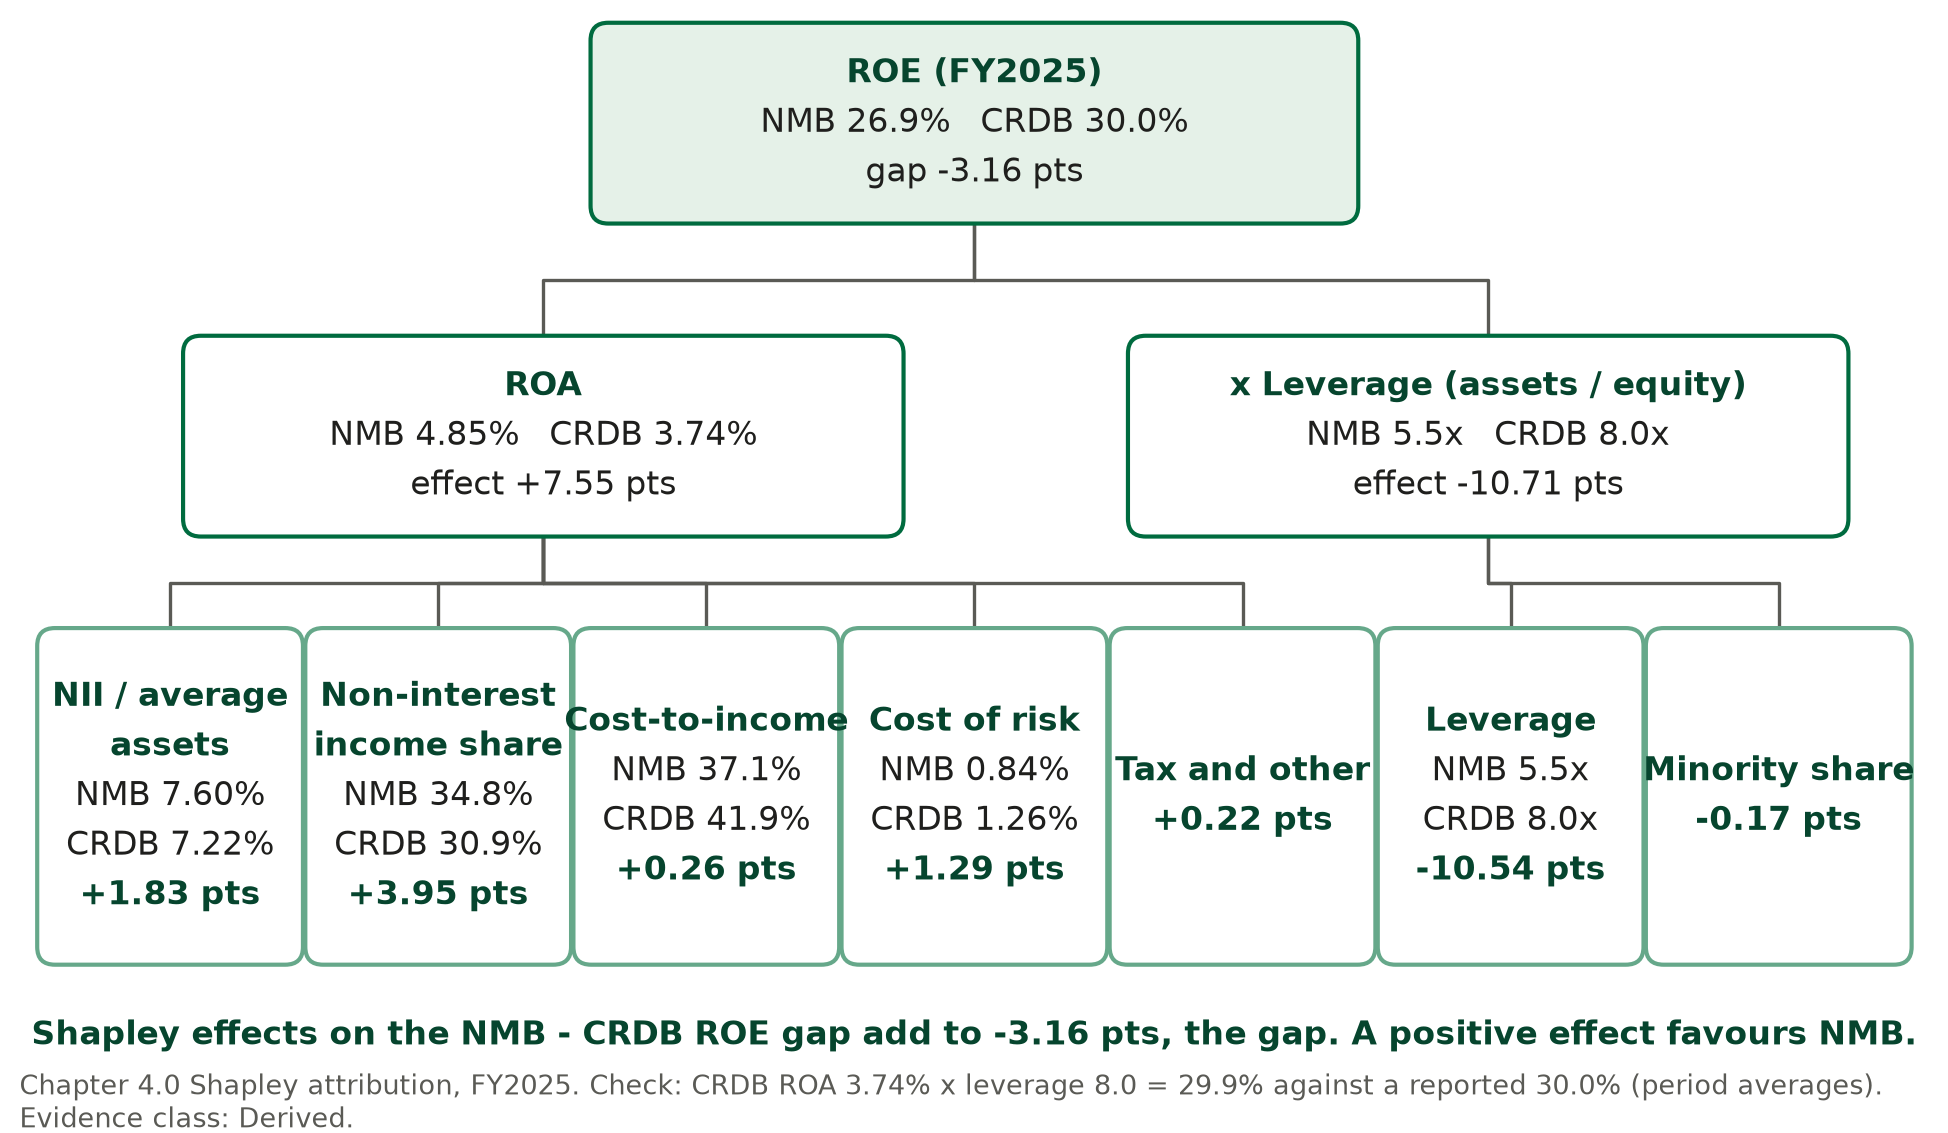 ROE (FY2025)
NMB 26.9%   CRDB 30.0%
gap -3.16 pts
ROA
NMB 4.85%   CRDB 3.74%
effect +7.55 pts
x Leverage (assets / equity)
NMB 5.5x   CRDB 8.0x
effect -10.71 pts
NII / average
assets
NMB 7.60%
CRDB 7.22%
+1.83 pts
Non-interest
income share
NMB 34.8%
CRDB 30.9%
+3.95 pts
Cost-to-income
NMB 37.1%
CRDB 41.9%
+0.26 pts
Cost of risk
NMB 0.84%
CRDB 1.26%
+1.29 pts
Tax and other
+0.22 pts
Leverage
NMB 5.5x
CRDB 8.0x
-10.54 pts
Minority share
-0.17 pts
Shapley effects on the NMB - CRDB ROE gap add to -3.16 pts, the gap. A positive effect favours NMB.
Chapter 4.0 Shapley attribution, FY2025. Check: CRDB ROA 3.74% x leverage 8.0 = 29.9% against a reported 30.0% (period averages).
Evidence class: Derived.